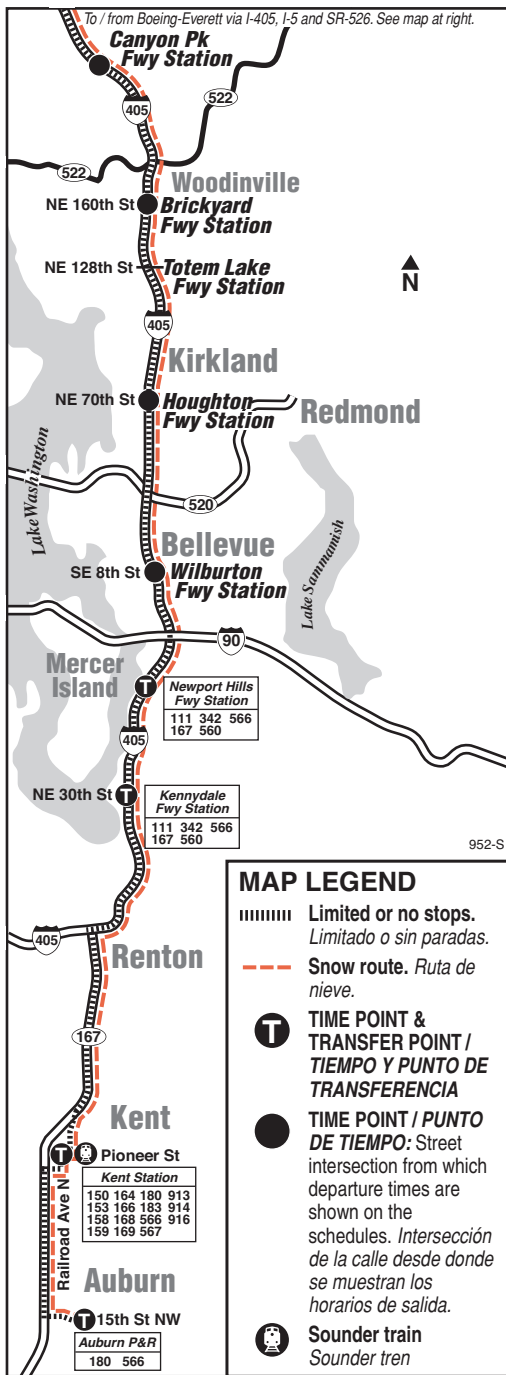 To / from Boeing-Everett via I-405, I-5 and SR-526. See map at right.
Canyon Pk
Fwy Station
405
522
522
Woodinville
NE 160th St
Brickyard
Fwy Station
NE 128th St
Totem Lake
Fwy Station
N
405
Kirkland
NE 70th St
Houghton
Fwy Station
Redmond
Lake Washington
520
Bellevue
SE 8th St
Wilburton
Fwy Station
Lake Sammamish
90
Mercer
Island
T
Newport Hills
Fwy Station
111 342 566
167 560
405
NE 30th St
T
Kennydale
Fwy Station
111 342 566
167 560
952-S
405
Renton
167
Kent
T
Pioneer St
Kent Station
150 164 180 913
153 166 183 914
158 168 566 916
159 169 567
Railroad Ave N
Auburn
T
15th St NW
Auburn P&R
180 566
MAP LEGEND
Limited or no stops.
Limitado o sin paradas.
Snow route. Ruta de
nieve.
T
TIME POINT &
TRANSFER POINT /
TIEMPO Y PUNTO DE
TRANSFERENCIA
TIME POINT / PUNTO
DE TIEMPO: Street
intersection from which
departure times are
shown on the
schedules. Intersección
de la calle desde donde
se muestran los
horarios de salida.
Sounder train
Sounder tren